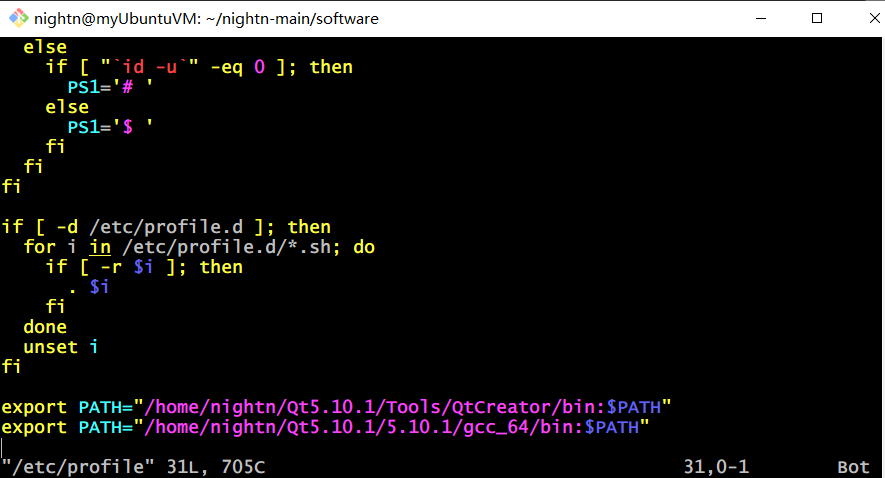 nightn@myUbuntuVM: ~/nightn-main/software
  else
    if [ "`id -u`" -eq 0 ]; then
      PS1='# '
    else
      PS1='$ '
    fi
  fi
fi

if [ -d /etc/profile.d ]; then
  for i in /etc/profile.d/*.sh; do
    if [ -r $i ]; then
      . $i
    fi
  done
  unset i
fi

export PATH="/home/nightn/Qt5.10.1/Tools/QtCreator/bin:$PATH"
export PATH="/home/nightn/Qt5.10.1/5.10.1/gcc_64/bin:$PATH"

"/etc/profile" 31L, 705C                                      31,0-1        Bot